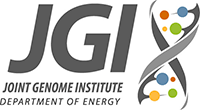 JGI
JOINT GENOME INSTITUTE
DEPARTMENT OF ENERGY